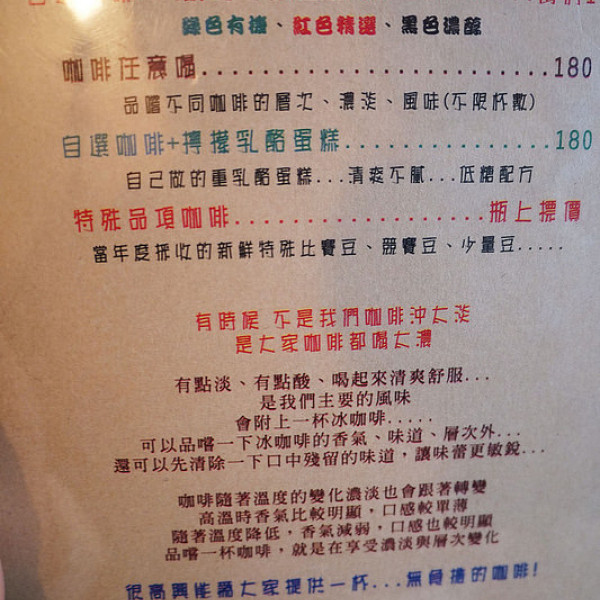 綠色有機、紅色精選、黑色濃醇
咖啡任意喝........................180
品嚐不同咖啡的層次、濃淡、風味(不限杯數)
自選咖啡+檸檬乳酪蛋糕................180
自己做的重乳酪蛋糕...清爽不膩...低糖配方
特殊品項咖啡..................瓶上標價
當年度採收的新鮮特殊比賽豆、競賽豆、少量豆.....
有時候 不是我們咖啡沖太淡
是大家咖啡都喝太濃
有點淡、有點酸、喝起來清爽舒服...
是我們主要的風味
會附上一杯冰咖啡.....
可以品嚐一下冰咖啡的香氣、味道、層次外...
還可以先清除一下口中殘留的味道，讓味蕾更敏銳...
咖啡隨著溫度的變化濃淡也會跟著轉變
高溫時香氣比較明顯，口感較單薄
隨著溫度降低，香氣減弱，口感也較明顯
品嚐一杯咖啡，就是在享受濃淡與層次變化
很高興能替大家提供一杯...無負擔的咖啡!